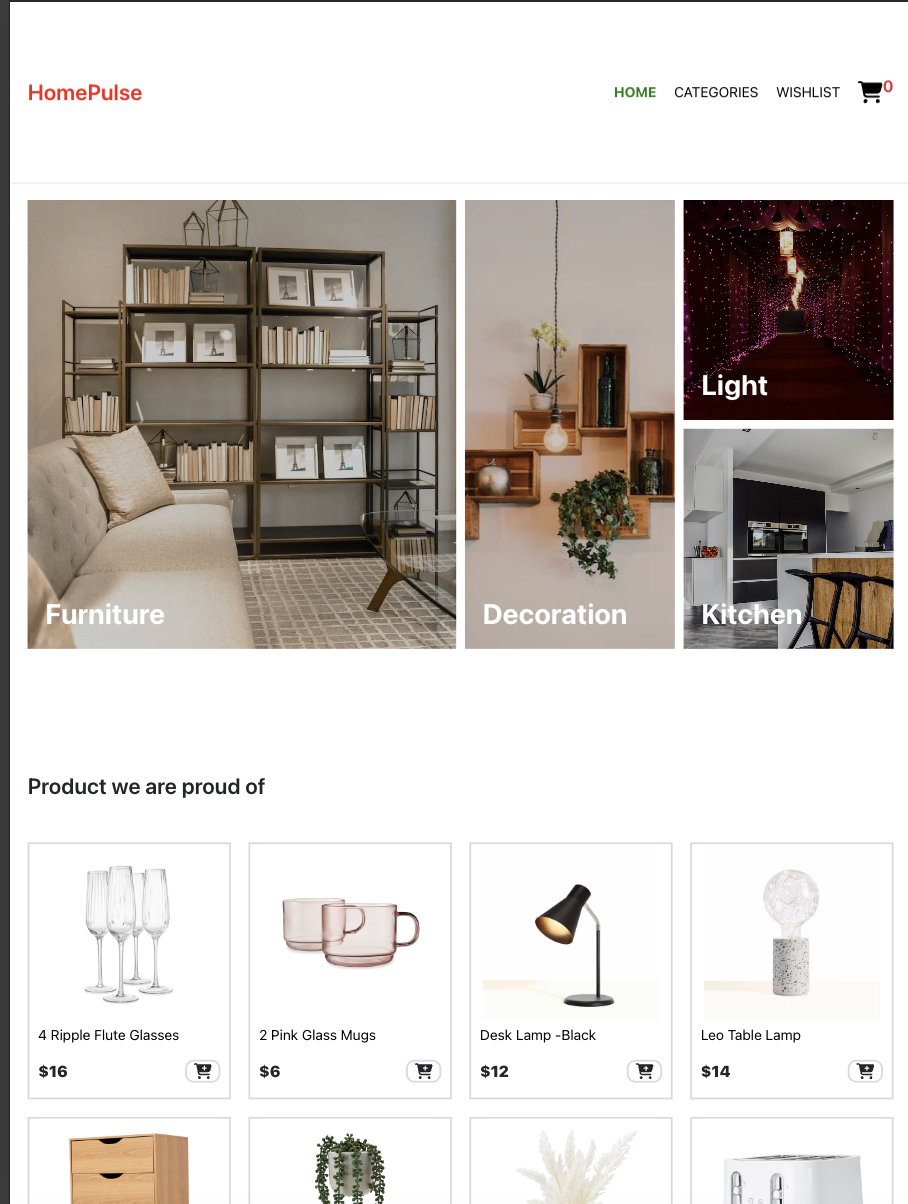 HomePulse
HOME CATEGORIES WISHLIST 0
Furniture
Decoration
Light
Kitchen
Product we are proud of
4 Ripple Flute Glasses
$16
2 Pink Glass Mugs
$6
Desk Lamp -Black
$12
Leo Table Lamp
$14